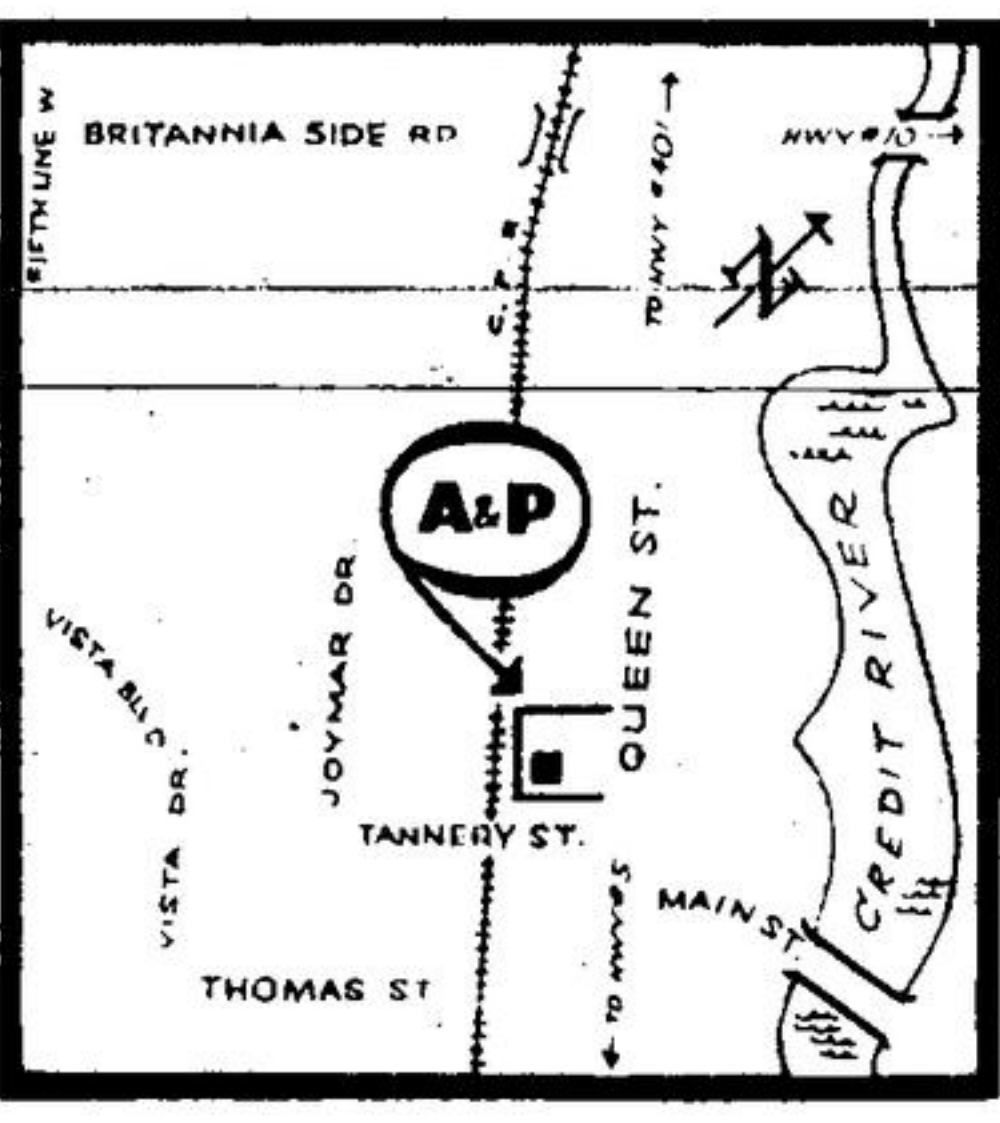 FIFTH LINE W
BRITANNIA SIDE RD
C. P. R
TO HWY #401
HWY #10
N
A&P
QUEEN ST.
CREDIT RIVER
JOYMAR DR.
VISTA BLVD
VISTA DR.
TANNERY ST.
TO HWY #5
MAIN ST.
THOMAS ST